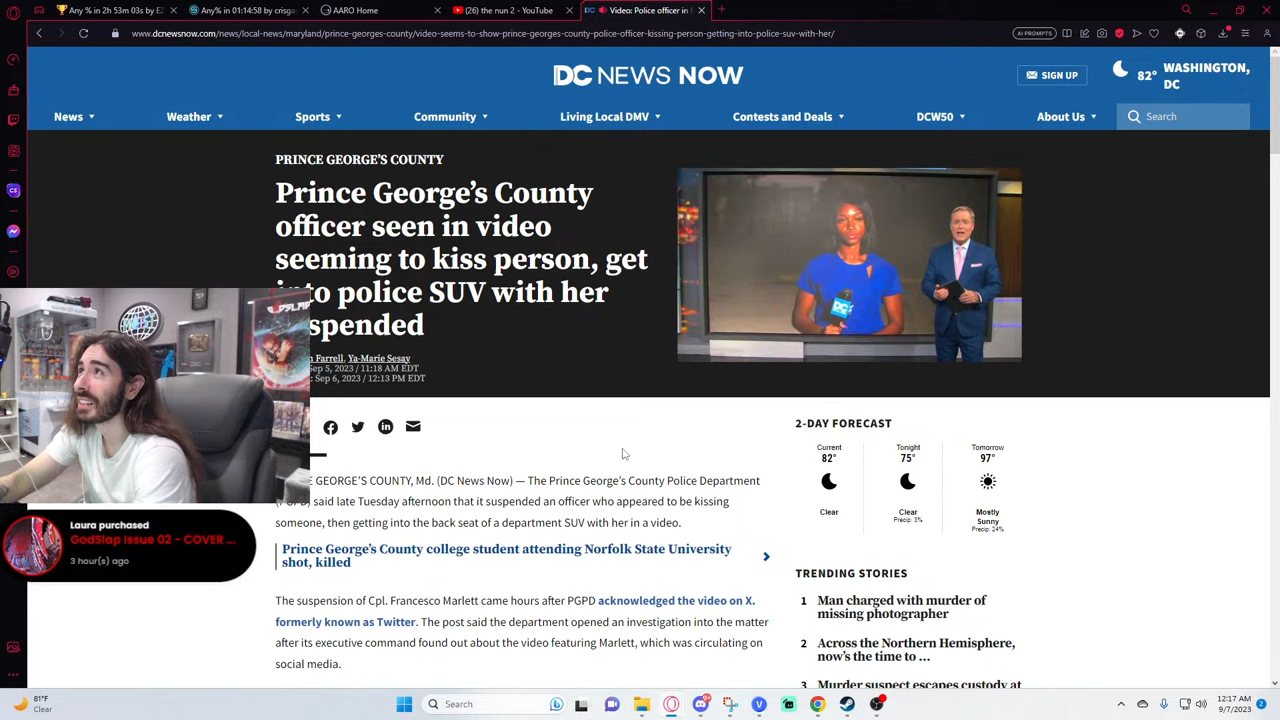 Any % in 2h 53m 03s by EZ
Any% in 01:14:58 by crisga
AARO Home
(26) the nun 2 - YouTube
DC
Video: Police officer in
www.dcnewsnow.com/news/local-news/maryland/prince-georges-county/video-seems-to-show-prince-georges-county-police-officer-kissing-person-getting-into-police-suv-with-her/
AI PROMPTS
DC NEWS NOW
SIGN UP
82°
WASHINGTON, DC
News
Weather
Sports
Community
Living Local DMV
Contests and Deals
DCW50
About Us
Search
PRINCE GEORGE'S COUNTY
Prince George's County
officer seen in video
seeming to kiss person, get
into police SUV with her
spended
Farrell, Ya-Marie Sesay
Sep 5, 2023 / 11:18 AM EDT
Sep 6, 2023 / 12:13 PM EDT
DC
GEORGE'S COUNTY, Md. (DC News Now) — The Prince George's County Police Department
(PGPD) said late Tuesday afternoon that it suspended an officer who appeared to be kissing
someone, then getting into the back seat of a department SUV with her in a video.
Prince George's County college student attending Norfolk State University
shot, killed
The suspension of Cpl. Francesco Marlett came hours after PGPD acknowledged the video on X.
formerly known as Twitter. The post said the department opened an investigation into the matter
after its executive command found out about the video featuring Marlett, which was circulating on
social media.
2-DAY FORECAST
Current
82°
Clear
Tonight
75°
Clear
Precip: 3%
Tomorrow
97°
Mostly
Sunny
Precip: 24%
TRENDING STORIES
1 Man charged with murder of
missing photographer
2 Across the Northern Hemisphere,
now's the time to ...
3 Murder suspect escapes custody at
GODSLAP
Laura purchased
GodSlap Issue 02 - COVER ...
3 hour(s) ago
81°F
Clear
Search
12:17 AM
9/7/2023